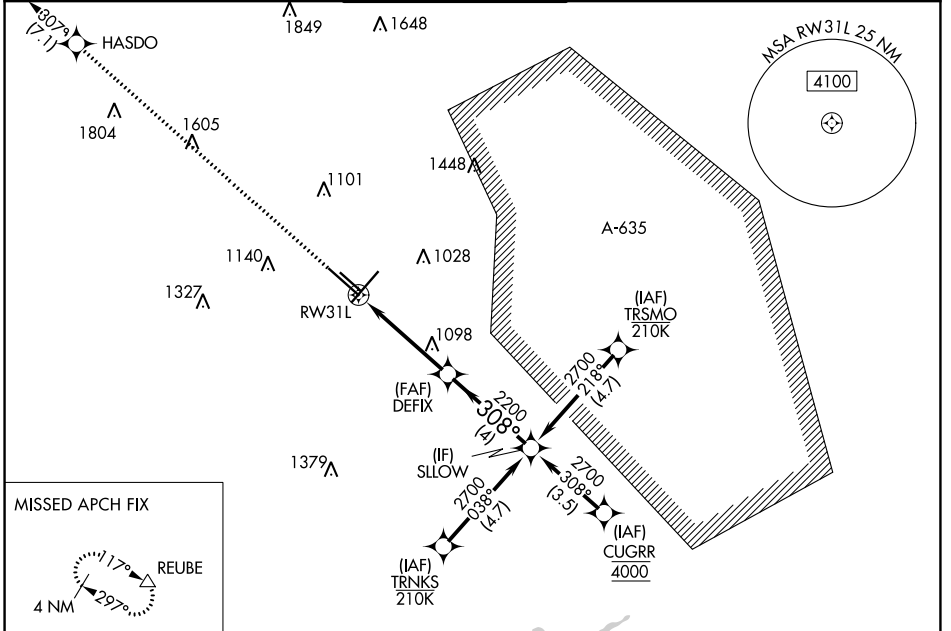 307°
(7.1)
HASDO
1849
1648
MSA RW31L 25 NM
4100
1804
1605
1101
1448
A-635
1140
1028
1327
RW31L
(IAF)
TRSMO
210K
1098
(FAF)
DEFIX
2700
218°
(4.7)
2200
308°
(4)
(IF)
SLLOW
1379
2700
308°
(3.5)
2700
038°
(4.7)
(IAF)
CUGRR
4000
(IAF)
TRNKS
210K
MISSED APCH FIX
117°
REUBE
4 NM
297°